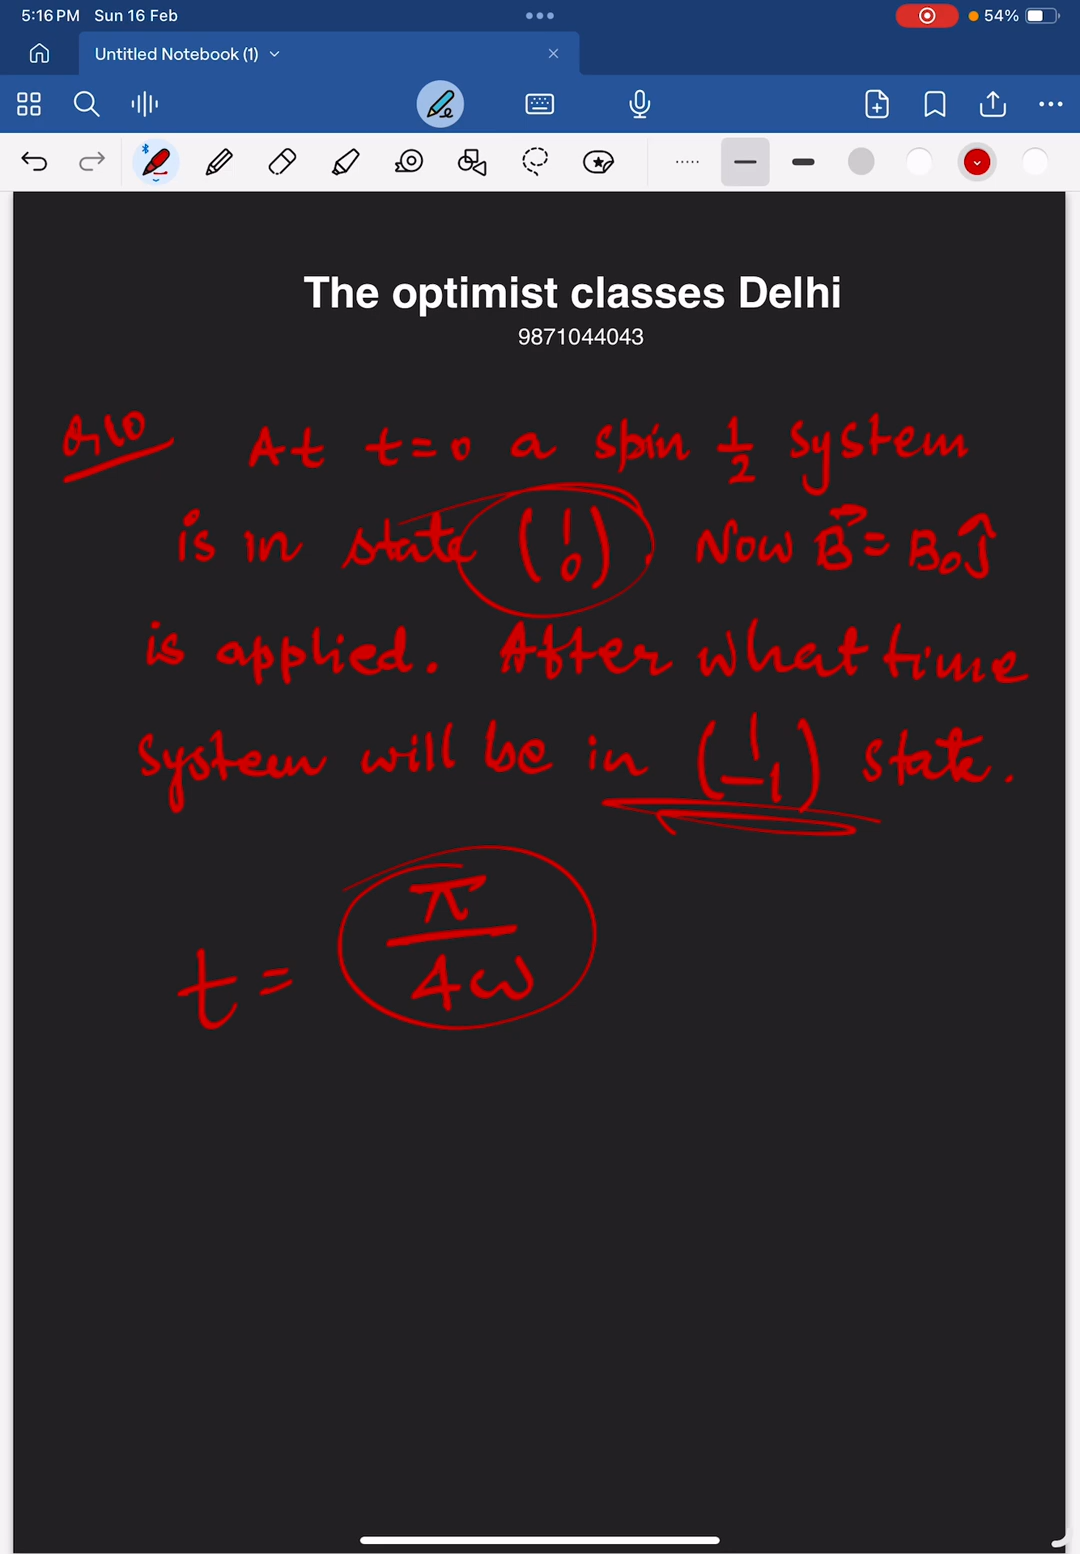 5:16 PM Sun 16 Feb
54%
Untitled Notebook (1)
The optimist classes Delhi
9871044043
Q10 At t=0 a spin 1/2 system
is in state (1 0). Now B⃗ = B₀ĵ
is applied. After what time
system will be in (1 -1) state.
t = π/4ω